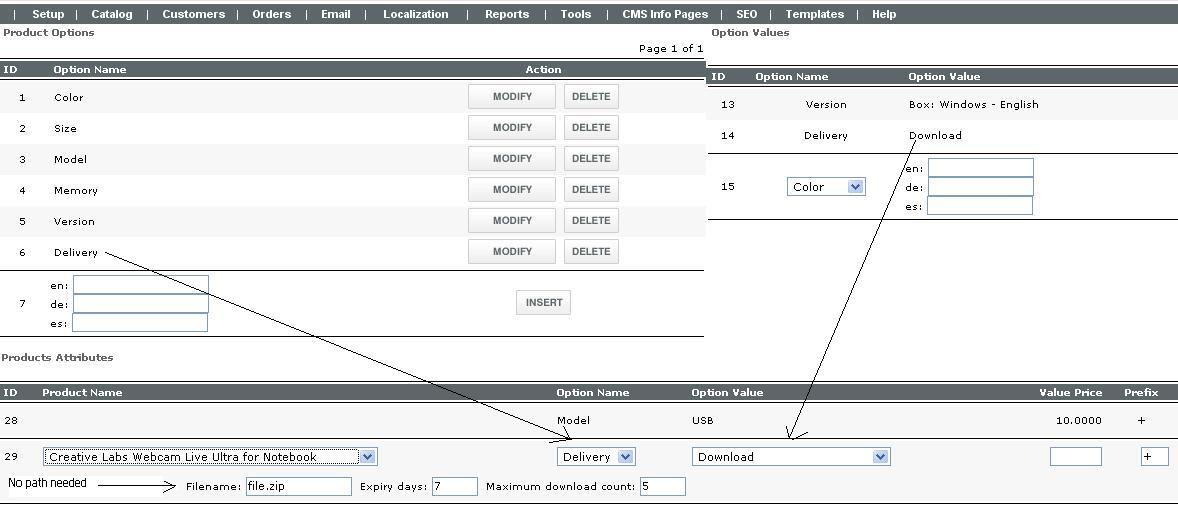 | Setup | Catalog | Customers | Orders | Email | Localization | Reports | Tools | CMS Info Pages | SEO | Templates | Help
Product Options
Page 1 of 1
ID Option Name Action
1 Color MODIFY DELETE
2 Size MODIFY DELETE
3 Model MODIFY DELETE
4 Memory MODIFY DELETE
5 Version MODIFY DELETE
6 Delivery MODIFY DELETE
en:
7 de: INSERT
es:
Option Values
ID Option Name Option Value
13 Version Box: Windows - English
14 Delivery Download
en:
15 Color de:
es:
Products Attributes
ID Product Name Option Name Option Value Value Price Prefix
28 Model USB 10.0000 +
29 Creative Labs Webcam Live Ultra for Notebook Delivery Download +
No path needed Filename: file.zip Expiry days: 7 Maximum download count: 5